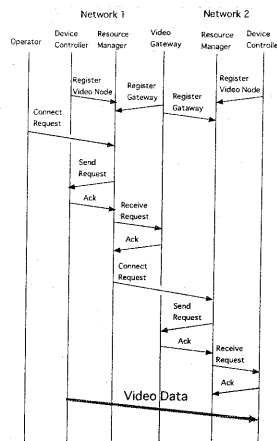 Network 1
Network 2
Operator
Device
Controller
Resource
Manager
Video
Gateway
Resource
Manager
Device
Controlle
Register
Video Node
Register
Gateway
Register
Gataway
Register
Video Node
Connect
Request
Send
Request
Ack
Receive
Request
Ack
Connect
Request
Send
Request
Ack
Receive
Request
Ack
Video Data